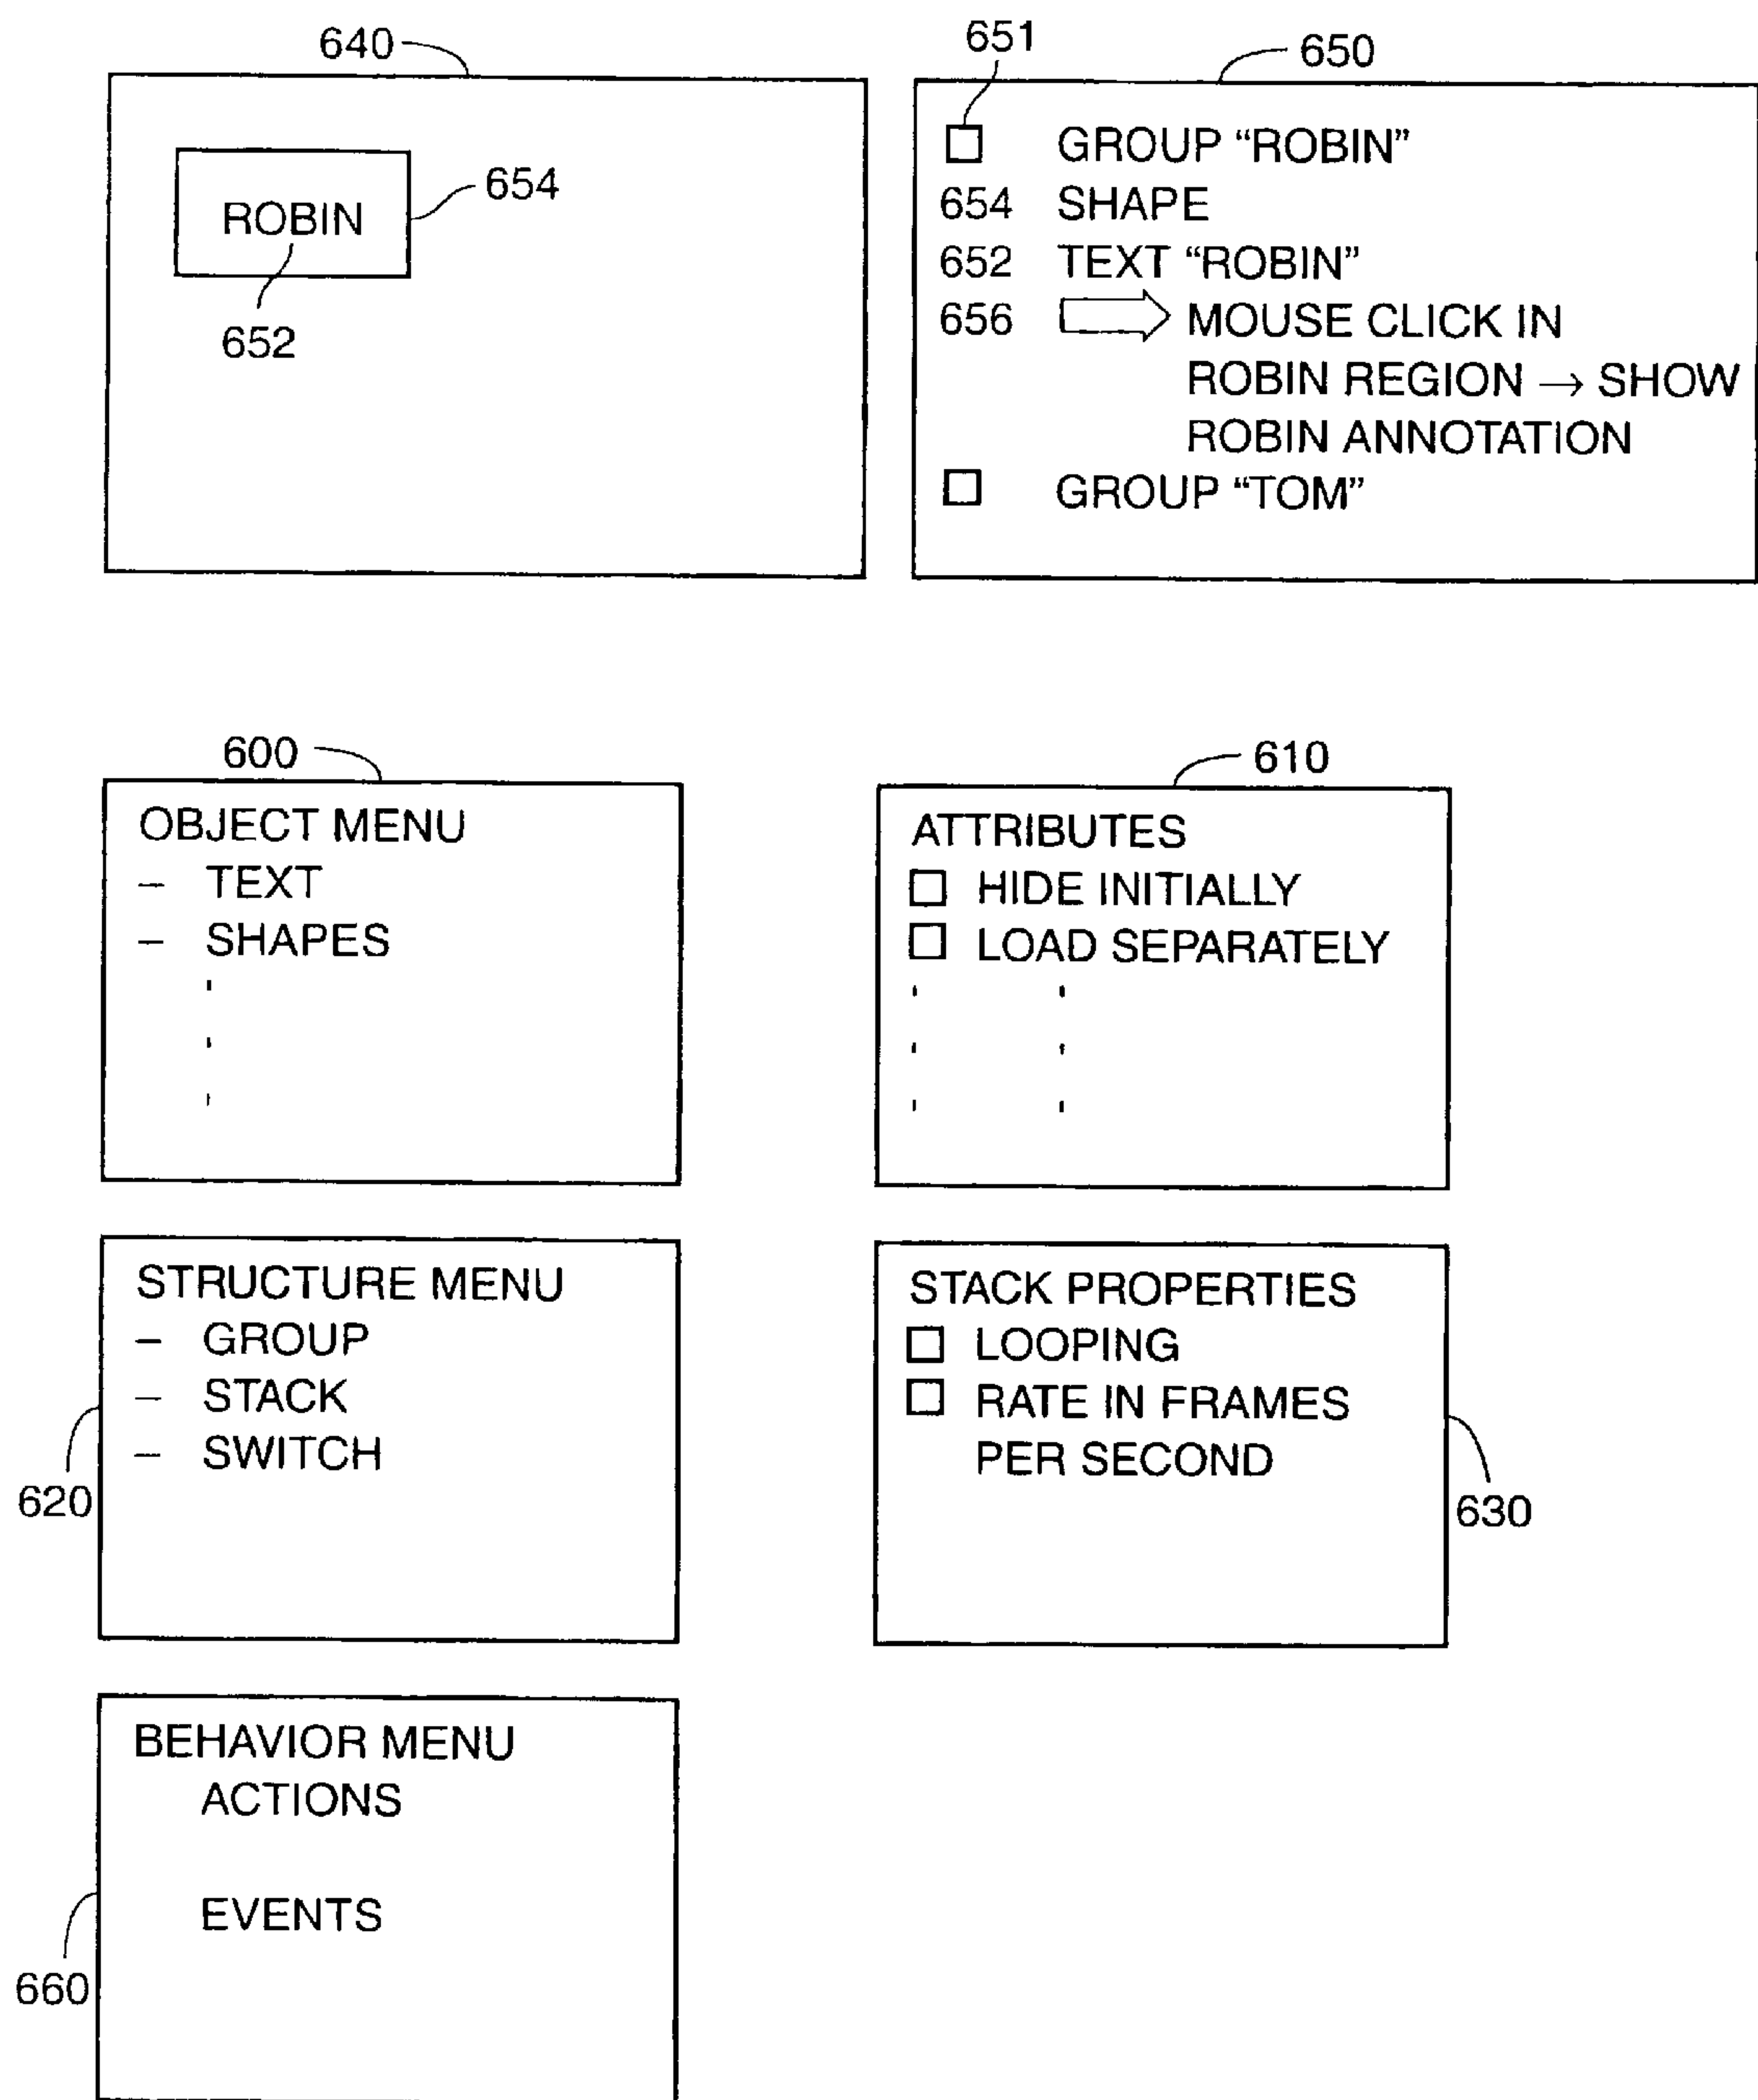 640
ROBIN
654
652
651
650
GROUP “ROBIN”
654 SHAPE
652 TEXT “ROBIN”
656 MOUSE CLICK IN
ROBIN REGION → SHOW
ROBIN ANNOTATION
GROUP “TOM”
600
OBJECT MENU
– TEXT
– SHAPES
610
ATTRIBUTES
HIDE INITIALLY
LOAD SEPARATELY
STRUCTURE MENU
– GROUP
– STACK
– SWITCH
620
STACK PROPERTIES
LOOPING
RATE IN FRAMES
PER SECOND
630
BEHAVIOR MENU
ACTIONS
EVENTS
660